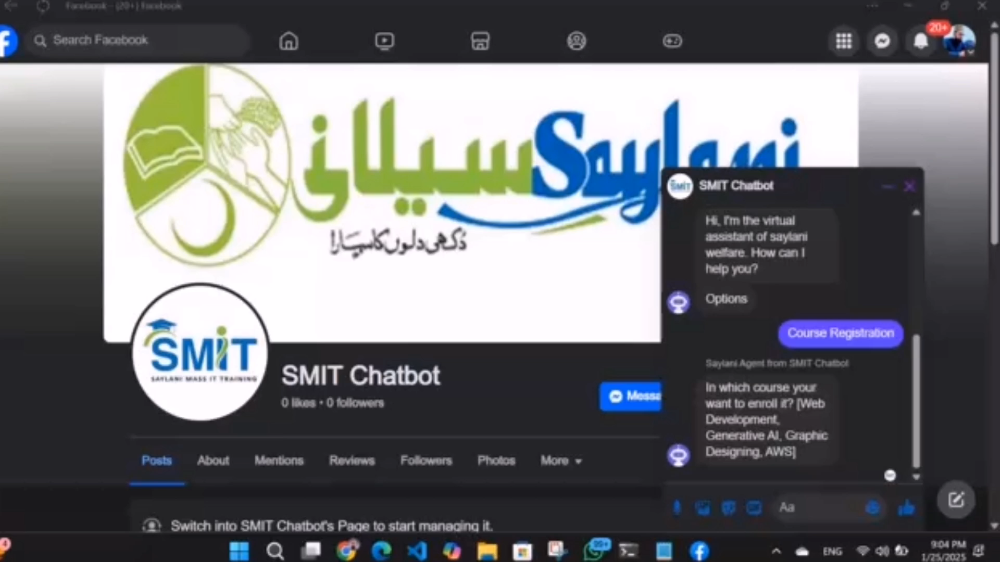 Facebook - (20+) Facebook
Search Facebook
20+
سیلانی Saylani
دُکھی دلوں کا سہارا
SMIT
SAYLANI MASS IT TRAINING
SMIT Chatbot
0 likes • 0 followers
Messa
Posts
About
Mentions
Reviews
Followers
Photos
More
Switch into SMIT Chatbot's Page to start managing it.
SMIT
SMIT Chatbot
Hi, I'm the virtual
assistant of saylani
welfare. How can I
help you?
Options
Course Registration
Saylani Agent from SMIT Chatbot
In which course your
want to enroll it? [Web
Development,
Generative AI, Graphic
Designing, AWS]
Aa
4
99+
ENG
9:04 PM
1/25/2025